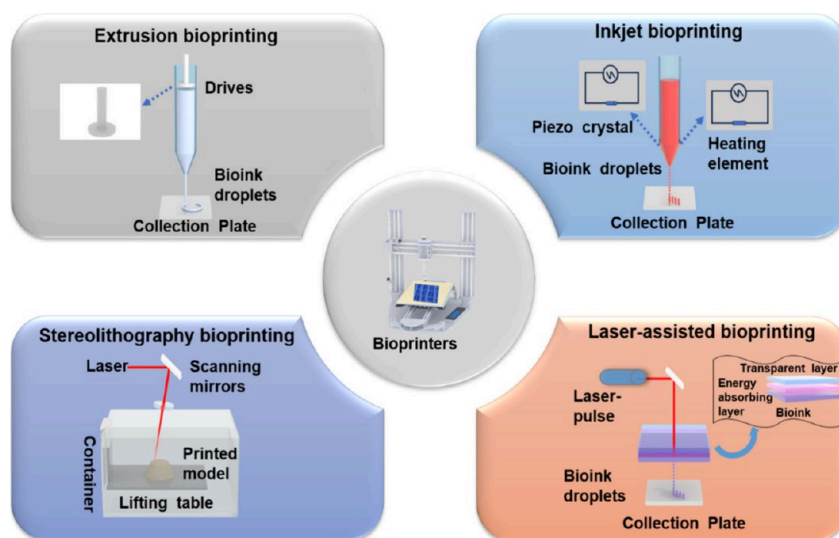 Extrusion bioprinting
Drives
Bioink
droplets
Collection Plate
Inkjet bioprinting
Piezo crystal
Heating
element
Bioink droplets
Collection Plate
Bioprinters
Stereolithography bioprinting
Laser
Scanning
mirrors
Container
Printed
model
Lifting table
Laser-assisted bioprinting
Laser-
pulse
Transparent layer
Energy
absorbing
layer
Bioink
Bioink
droplets
Collection Plate